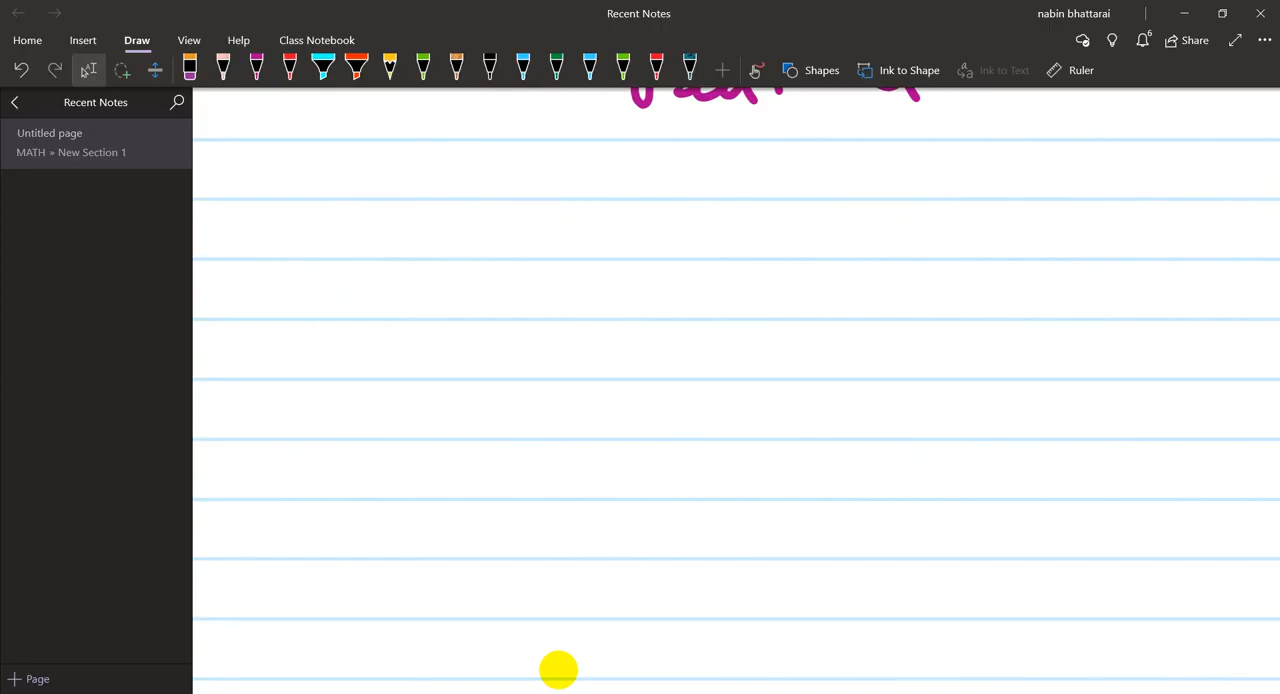 Recent Notes
nabin bhattarai
Home Insert Draw View Help Class Notebook
6 Share
Shapes Ink to Shape Ink to Text Ruler
Recent Notes
Untitled page
MATH » New Section 1
Page